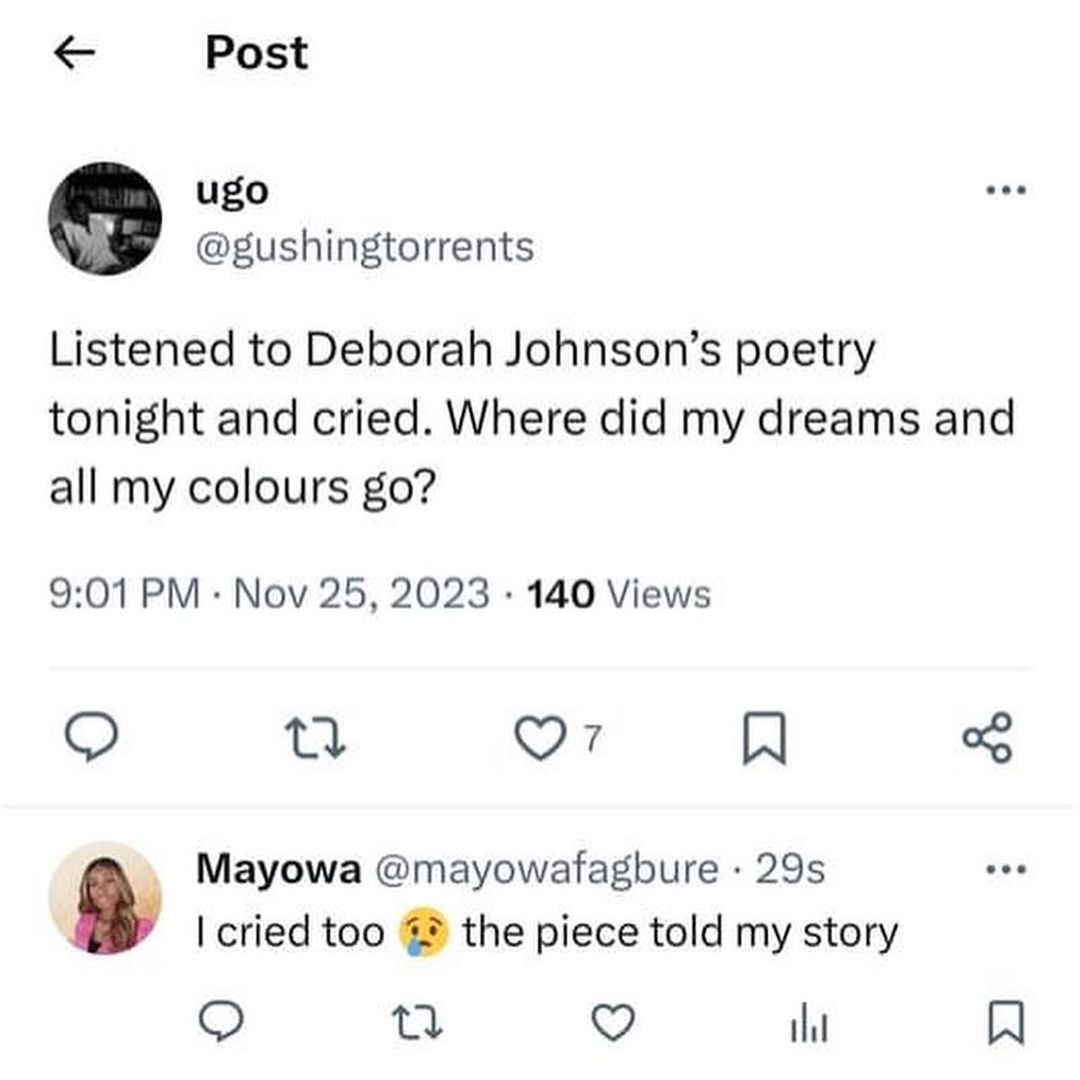 Post
ugo
@gushingtorrents
Listened to Deborah Johnson’s poetry
tonight and cried. Where did my dreams and
all my colours go?
9:01 PM · Nov 25, 2023 · 140 Views
7
Mayowa @mayowafagbure · 29s
I cried too 😢 the piece told my story